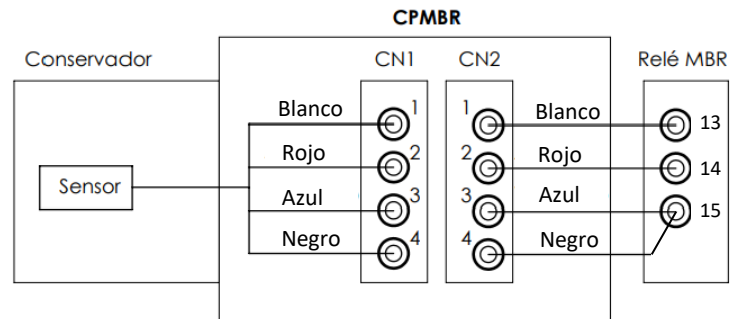 CPMBR
Conservador
CN1
CN2
Relé MBR
Blanco
1
1
Blanco
13
Rojo
2
2
Rojo
14
Sensor
Azul
3
3
Azul
15
Negro
4
4
Negro